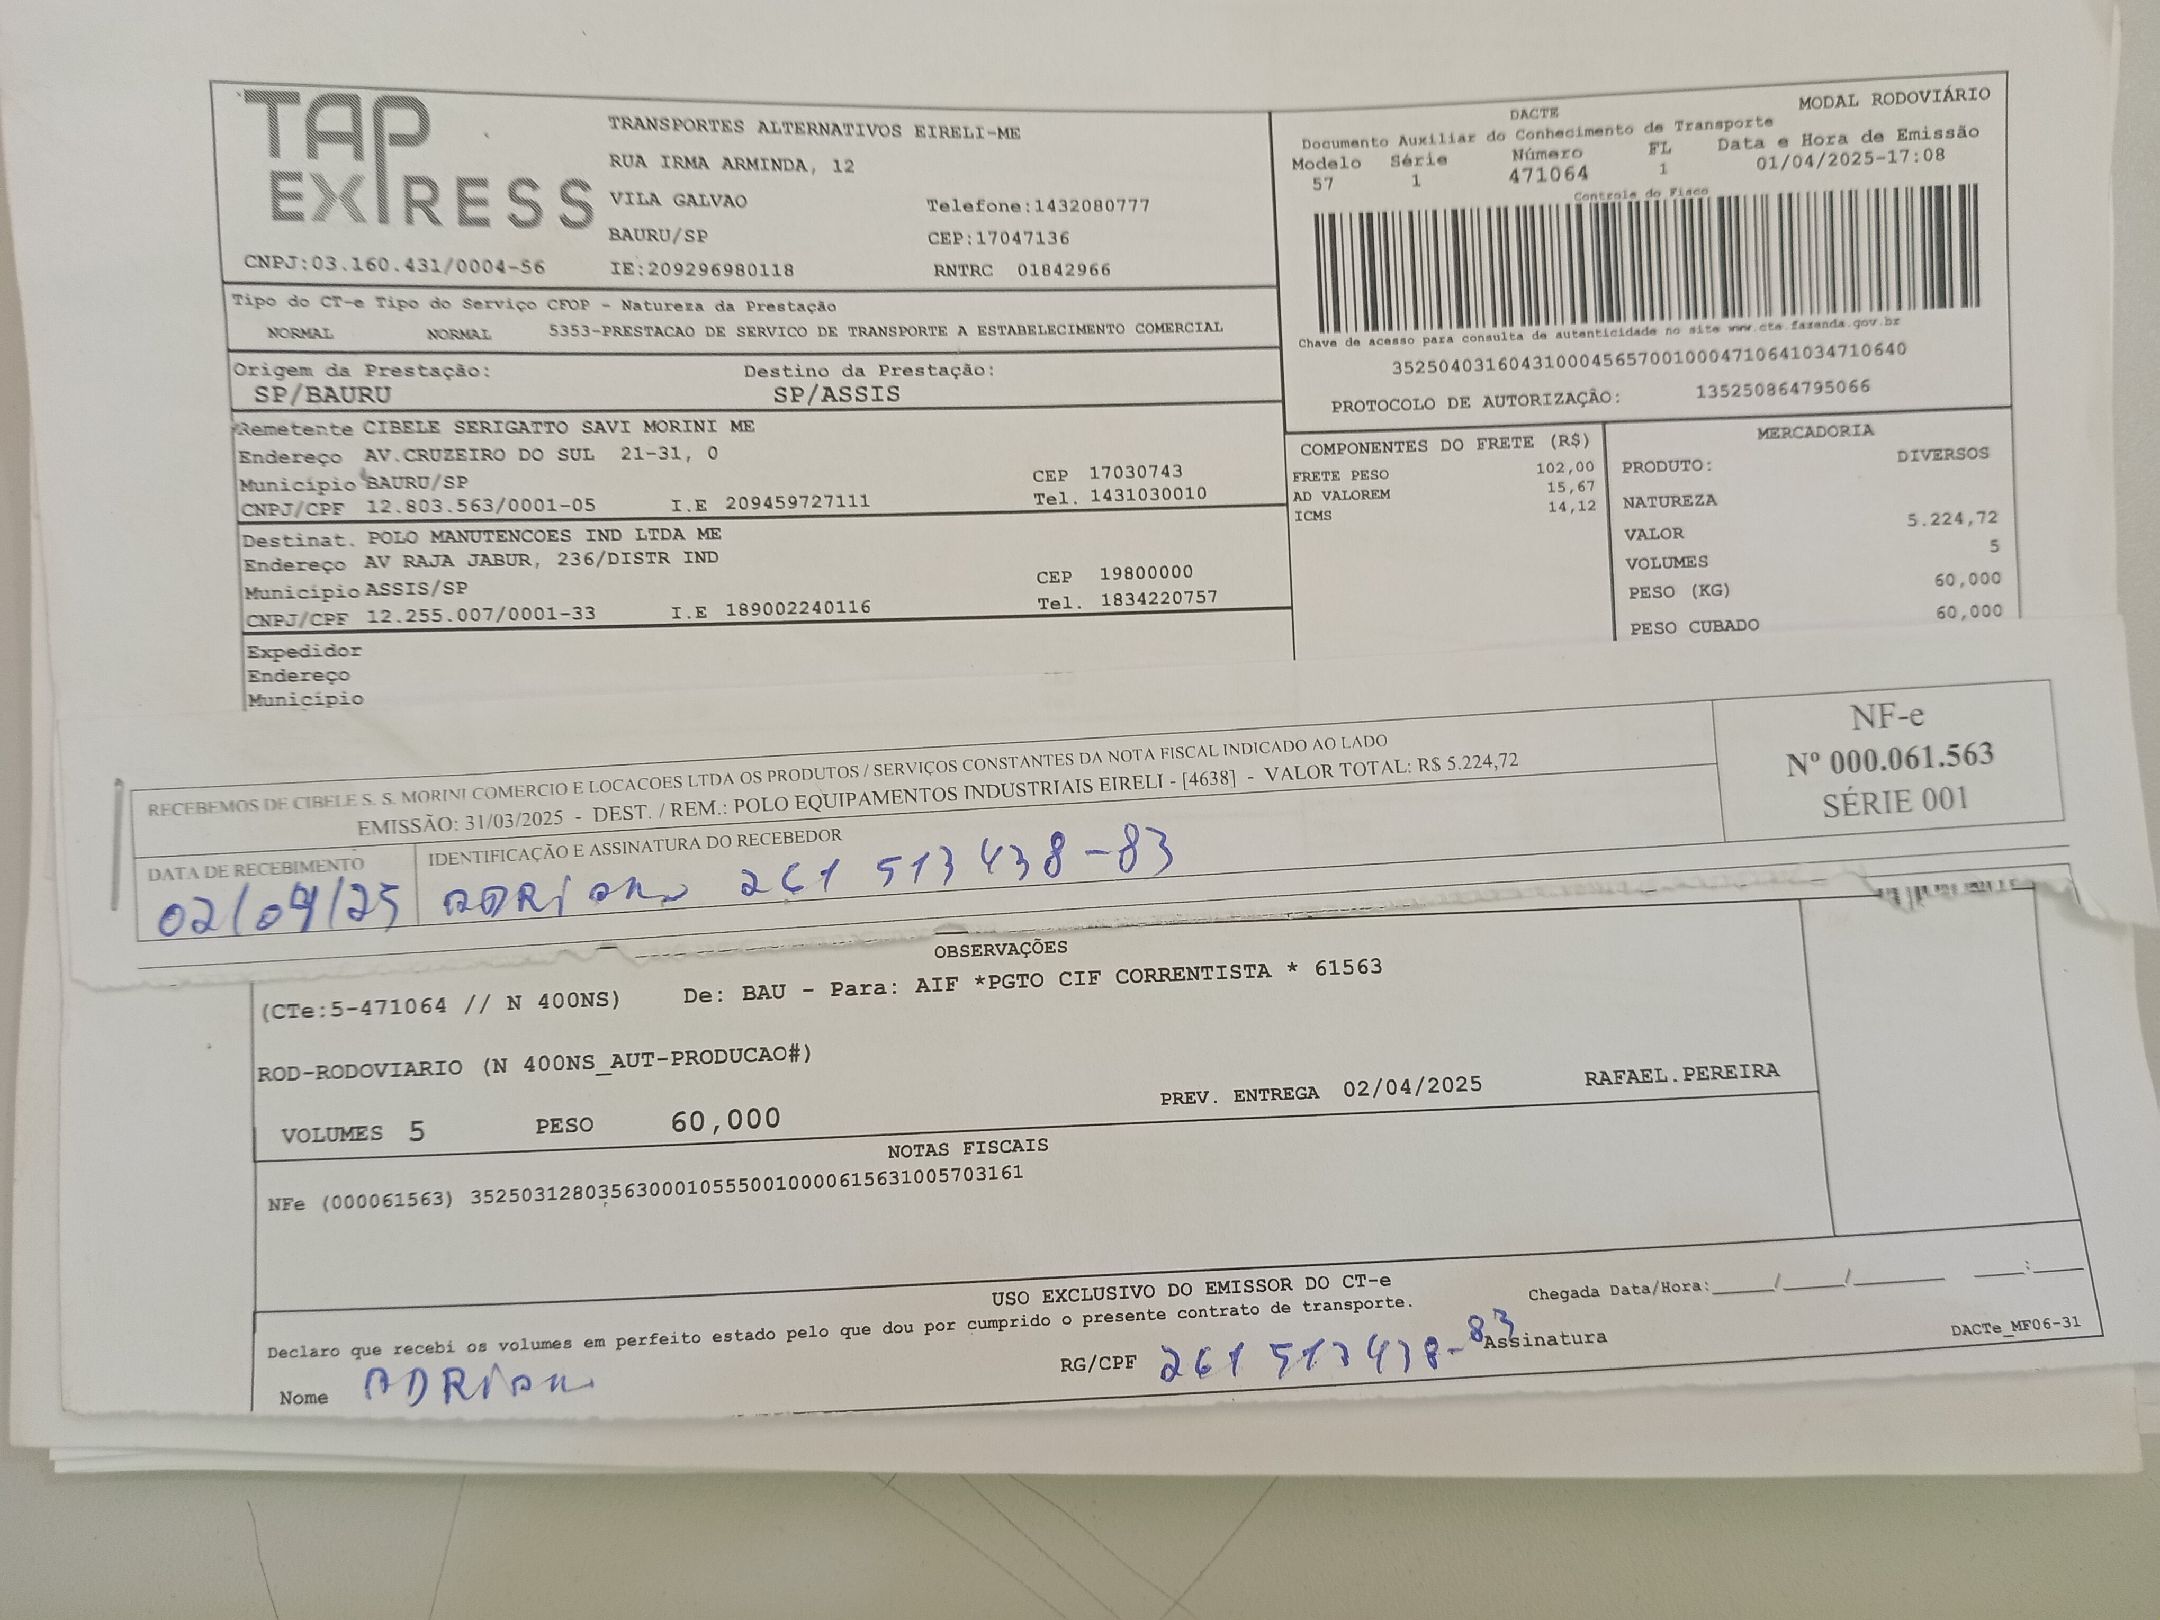 TAP EXPRESS
TRANSPORTES ALTERNATIVOS EIRELI-ME
RUA IRMA ARMINDA, 12
VILA GALVAO Telefone:1432080777
BAURU/SP CEP:17047136
CNPJ:03.160.431/0004-56 IE:209296980118 RNTRC 01842966
DACTE MODAL RODOVIÁRIO
Documento Auxiliar do Conhecimento de Transporte
Modelo Série Número FL Data e Hora de Emissão
57 1 471064 1 01/04/2025-17:08
Controle do Fisco
Chave de acesso para consulta de autenticidade no site www.cte.fazenda.gov.br
35250403160431000456570010004710641034710640
PROTOCOLO DE AUTORIZAÇÃO: 135250864795066
Tipo do CT-e Tipo do Serviço CFOP - Natureza da Prestação
NORMAL NORMAL 5353-PRESTACAO DE SERVICO DE TRANSPORTE A ESTABELECIMENTO COMERCIAL
Origem da Prestação: Destino da Prestação:
SP/BAURU SP/ASSIS
Remetente CIBELE SERIGATTO SAVI MORINI ME
Endereço AV.CRUZEIRO DO SUL 21-31, 0
Município BAURU/SP CEP 17030743
CNPJ/CPF 12.803.563/0001-05 I.E 209459727111 Tel. 1431030010
Destinat. POLO MANUTENCOES IND LTDA ME
Endereço AV RAJA JABUR, 236/DISTR IND
Município ASSIS/SP CEP 19800000
CNPJ/CPF 12.255.007/0001-33 I.E 189002240116 Tel. 1834220757
Expedidor
Endereço
Município
COMPONENTES DO FRETE (R$)
FRETE PESO 102,00
AD VALOREM 15,67
ICMS 14,12
MERCADORIA
PRODUTO: DIVERSOS
NATUREZA
VALOR 5.224,72
VOLUMES 5
PESO (KG) 60,000
PESO CUBADO 60,000
RECEBEMOS DE CIBELE S. S. MORINI COMERCIO E LOCACOES LTDA OS PRODUTOS / SERVIÇOS CONSTANTES DA NOTA FISCAL INDICADO AO LADO
EMISSÃO: 31/03/2025 - DEST. / REM.: POLO EQUIPAMENTOS INDUSTRIAIS EIRELI - [4638] - VALOR TOTAL: R$ 5.224,72
NF-e
Nº 000.061.563
SÉRIE 001
DATA DE RECEBIMENTO IDENTIFICAÇÃO E ASSINATURA DO RECEBEDOR
02/04/25 ADRIANO 261 513 438-83
OBSERVAÇÕES
(CTe:5-471064 // N 400NS) De: BAU - Para: AIF *PGTO CIF CORRENTISTA * 61563
ROD-RODOVIARIO (N 400NS_AUT-PRODUCAO#)
VOLUMES 5 PESO 60,000 PREV. ENTREGA 02/04/2025 RAFAEL.PEREIRA
NOTAS FISCAIS
NFe (000061563) 35250312803563000105550010000615631005703161
USO EXCLUSIVO DO EMISSOR DO CT-e
Declaro que recebi os volumes em perfeito estado pelo que dou por cumprido o presente contrato de transporte. Chegada Data/Hora:_____/_____/________ ____:____
Nome ADRIANO RG/CPF 261 513 438-83 Assinatura DACTe_MF06-31